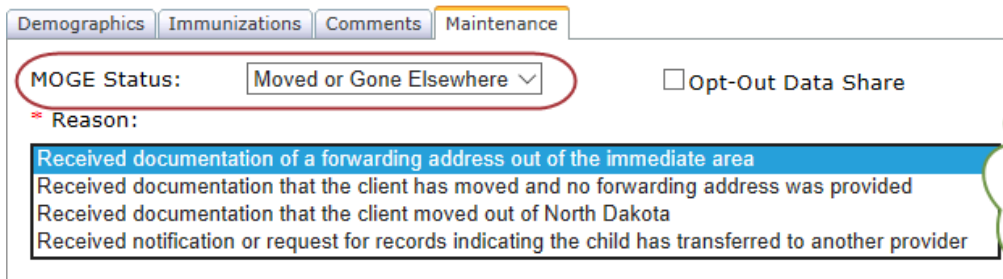 Demographics Immunizations Comments Maintenance
MOGE Status: Moved or Gone Elsewhere Opt-Out Data Share
* Reason:
Received documentation of a forwarding address out of the immediate area
Received documentation that the client has moved and no forwarding address was provided
Received documentation that the client moved out of North Dakota
Received notification or request for records indicating the child has transferred to another provider